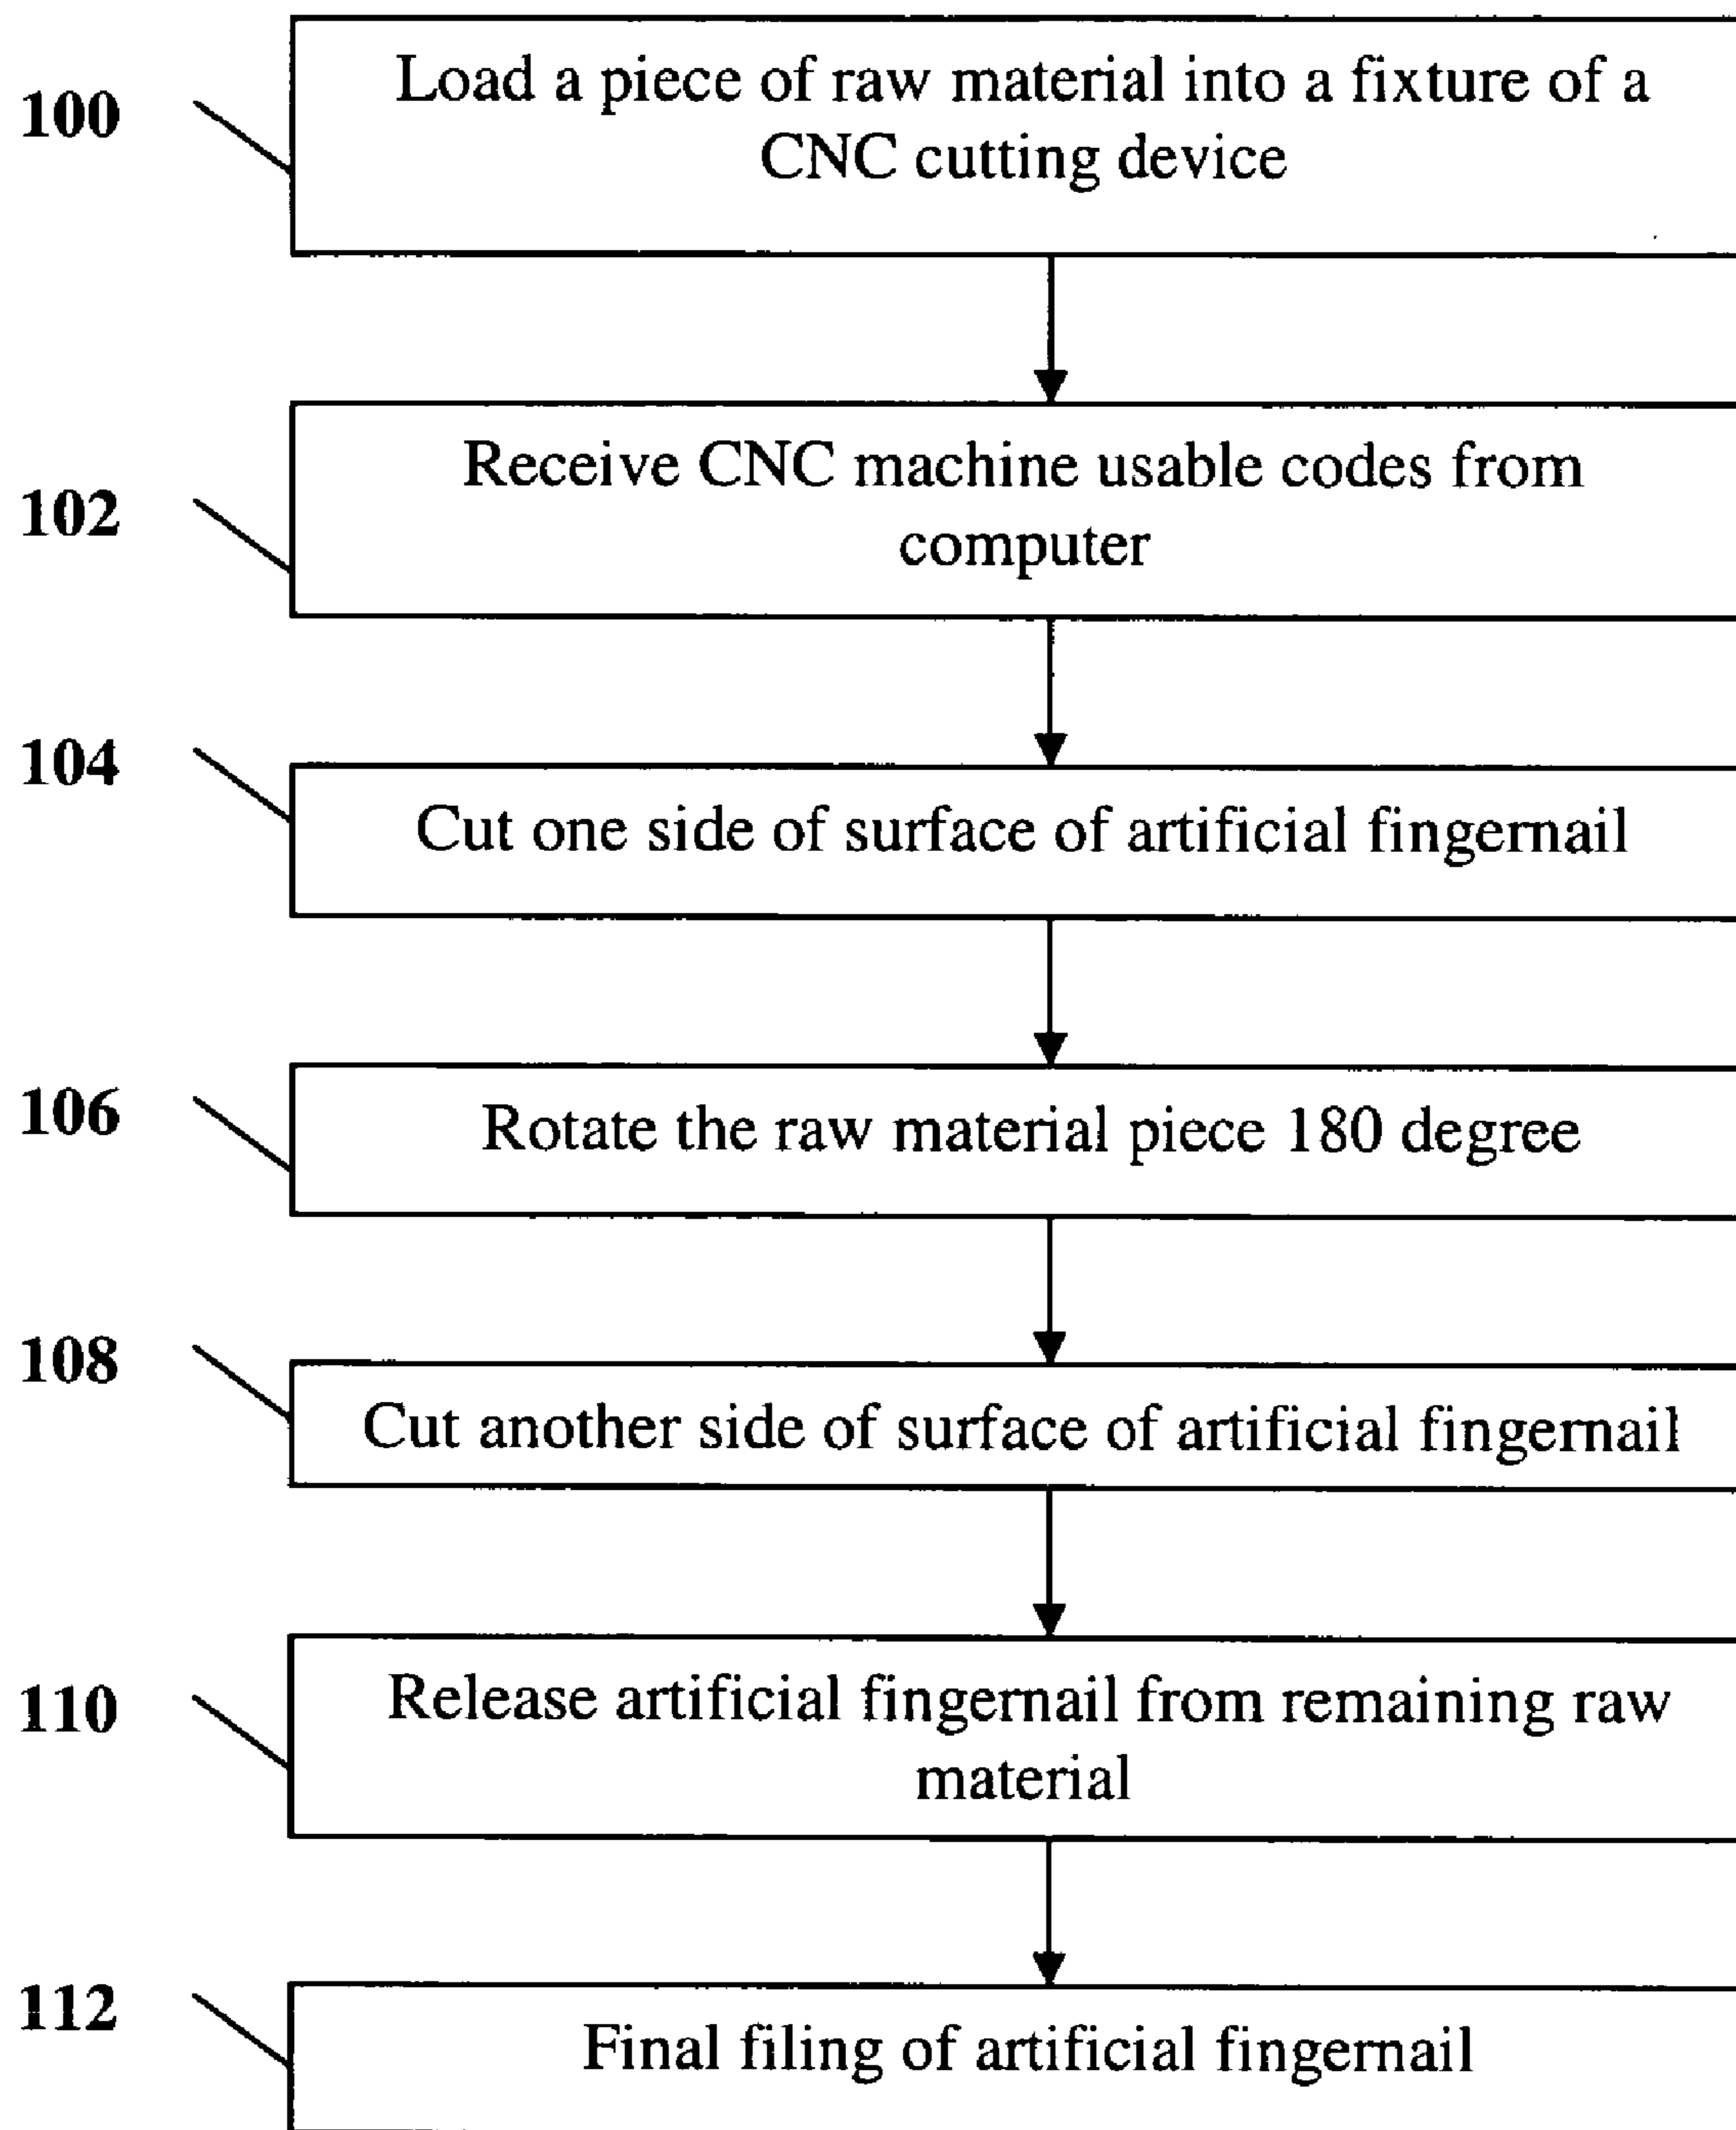 100
Load a piece of raw material into a fixture of a
CNC cutting device
102
Receive CNC machine usable codes from
computer
104
Cut one side of surface of artificial fingernail
106
Rotate the raw material piece 180 degree
108
Cut another side of surface of artificial fingernail
110
Release artificial fingernail from remaining raw
material
112
Final filing of artificial fingernail